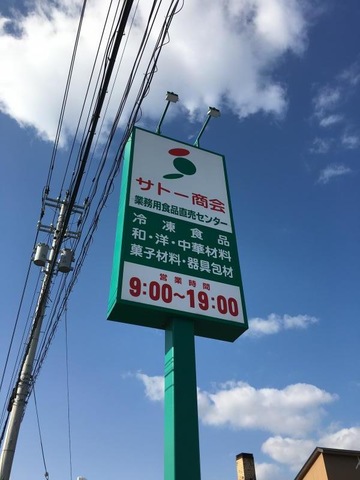 サトー商会
業務用食品直売センター
冷凍食品
和・洋・中華材料
菓子材料・器具包材
営業時間
9:00～19:00